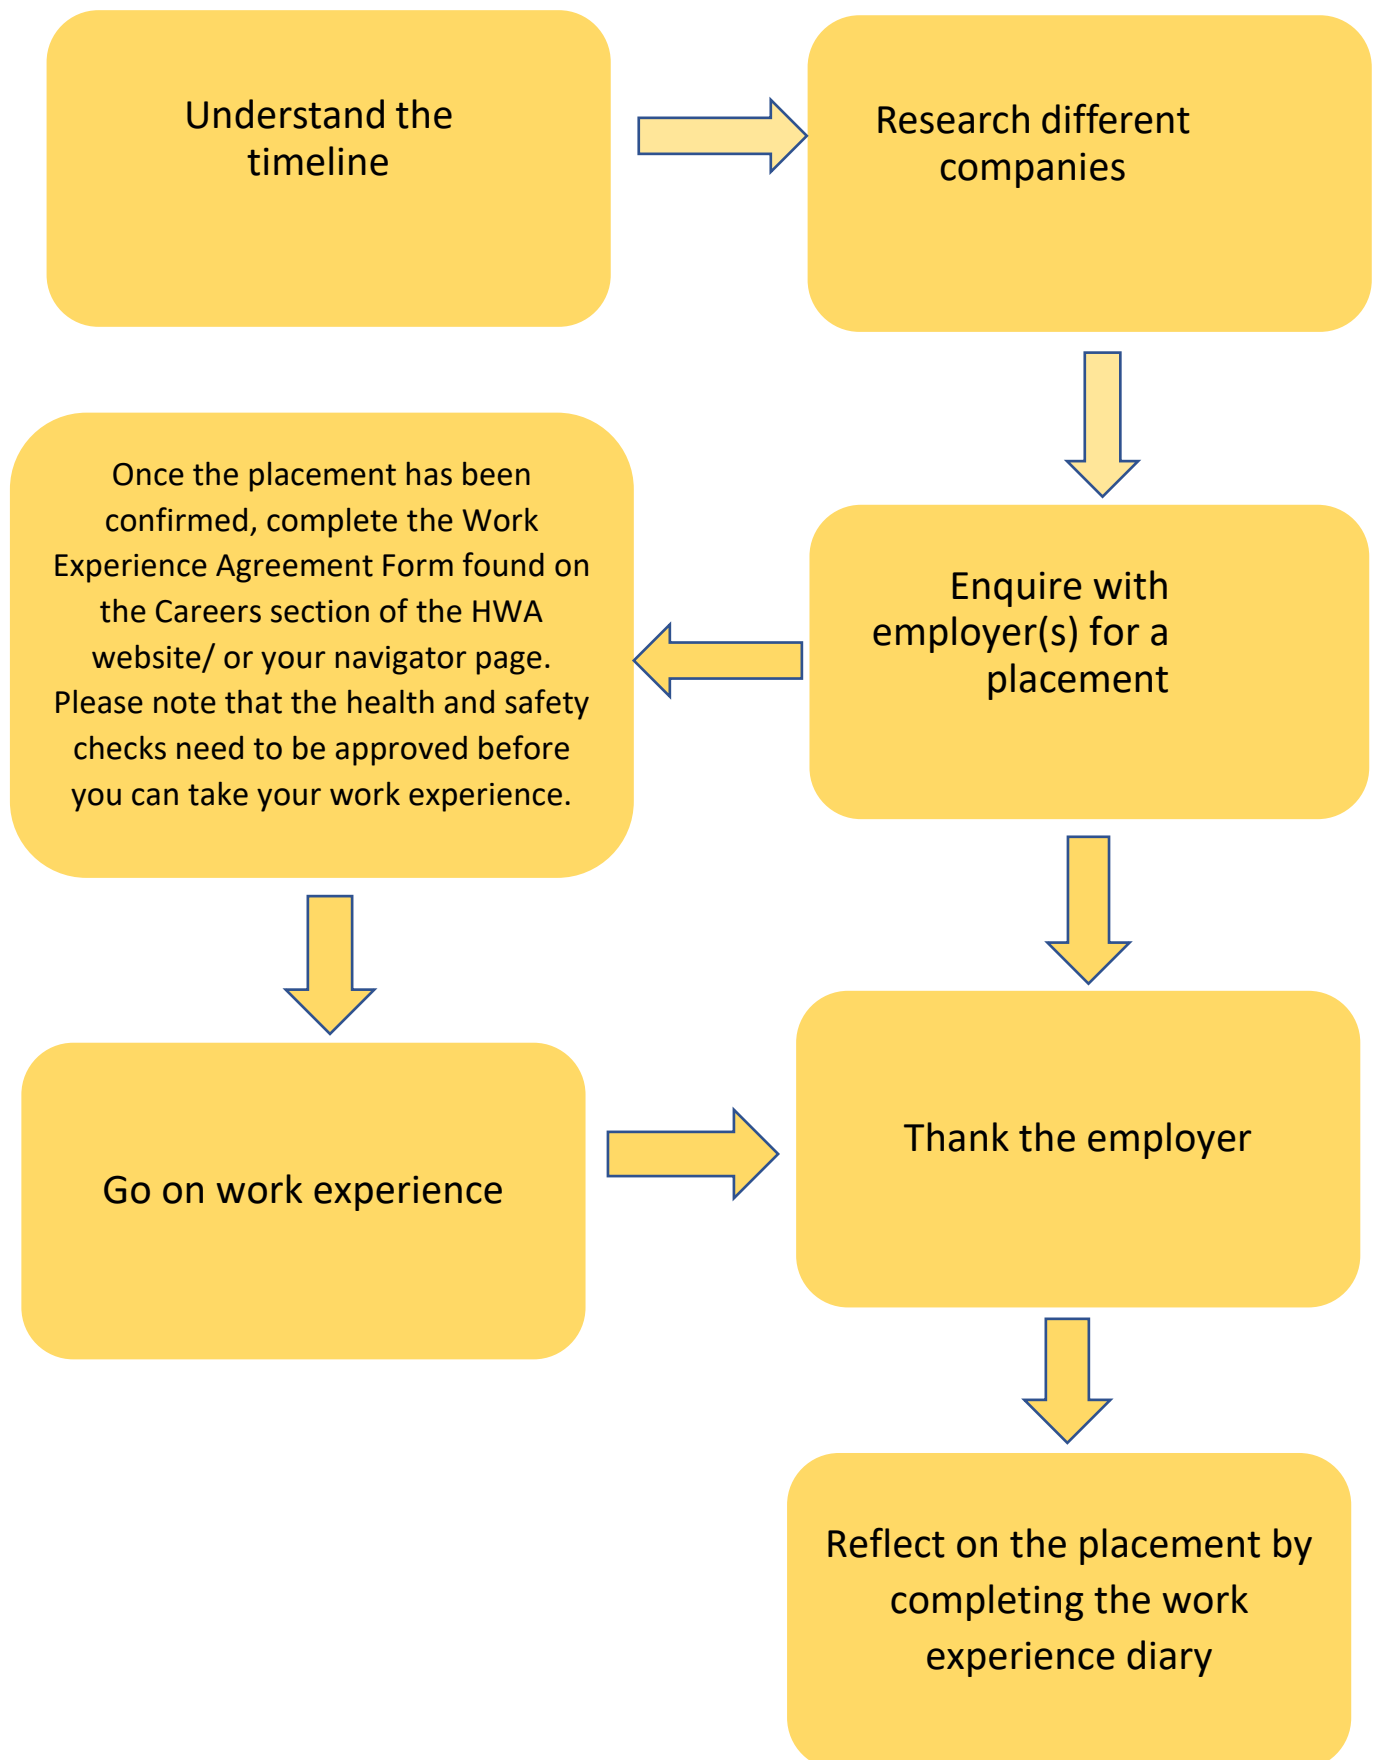 Understand the
timeline
Research different
companies
Enquire with
employer(s) for a
placement
Once the placement has been
confirmed, complete the Work
Experience Agreement Form found on
the Careers section of the HWA
website/ or your navigator page.
Please note that the health and safety
checks need to be approved before
you can take your work experience.
Go on work experience
Thank the employer
Reflect on the placement by
completing the work
experience diary